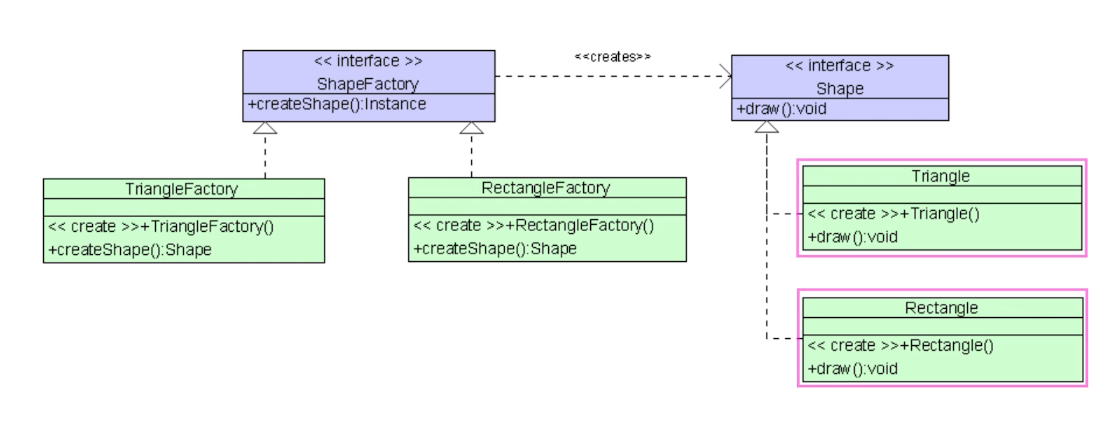 << interface >>
ShapeFactory
+createShape():Instance
<<creates>>
<< interface >>
Shape
+draw():void
TriangleFactory
<< create >>+TriangleFactory()
+createShape():Shape
RectangleFactory
<< create >>+RectangleFactory()
+createShape():Shape
Triangle
<< create >>+Triangle()
+draw():void
Rectangle
<< create >>+Rectangle()
+draw():void